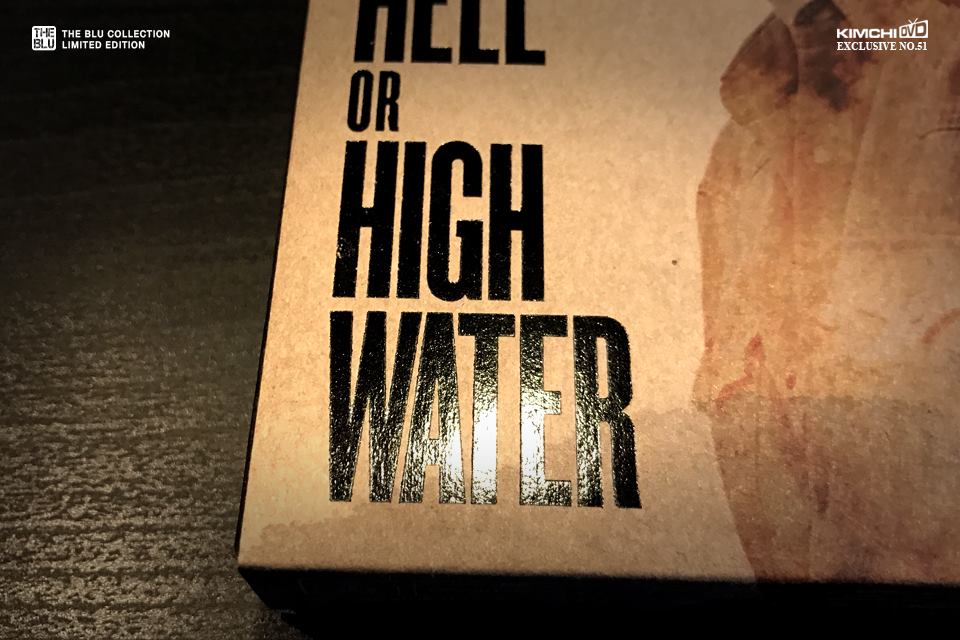 THE BLU
THE BLU COLLECTION
LIMITED EDITION
KIMCHI DVD
EXCLUSIVE NO.51
HELL
OR
HIGH
WATER